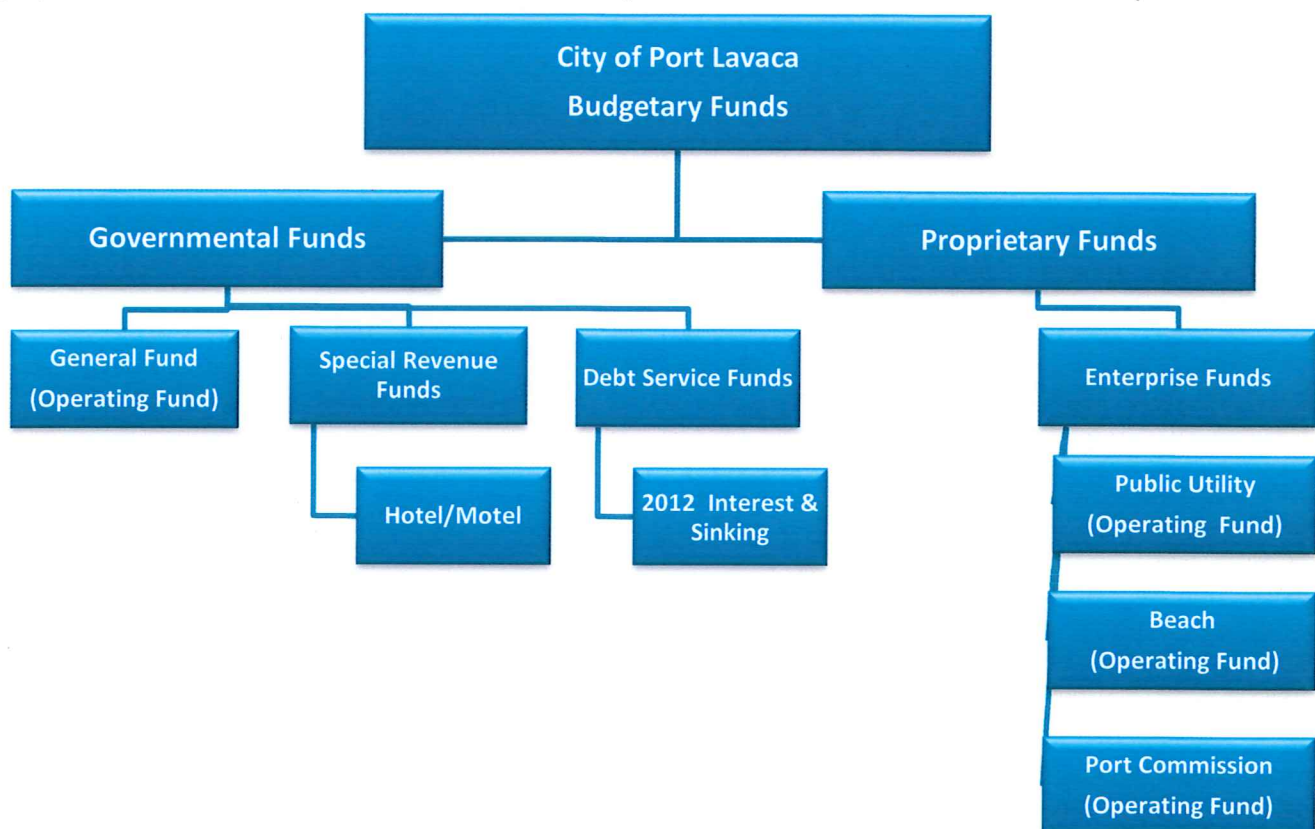 City of Port Lavaca
Budgetary Funds
Governmental Funds
Proprietary Funds
General Fund
(Operating Fund)
Special Revenue
Funds
Debt Service Funds
Enterprise Funds
Hotel/Motel
2012 Interest &
Sinking
Public Utility
(Operating Fund)
Beach
(Operating Fund)
Port Commission
(Operating Fund)